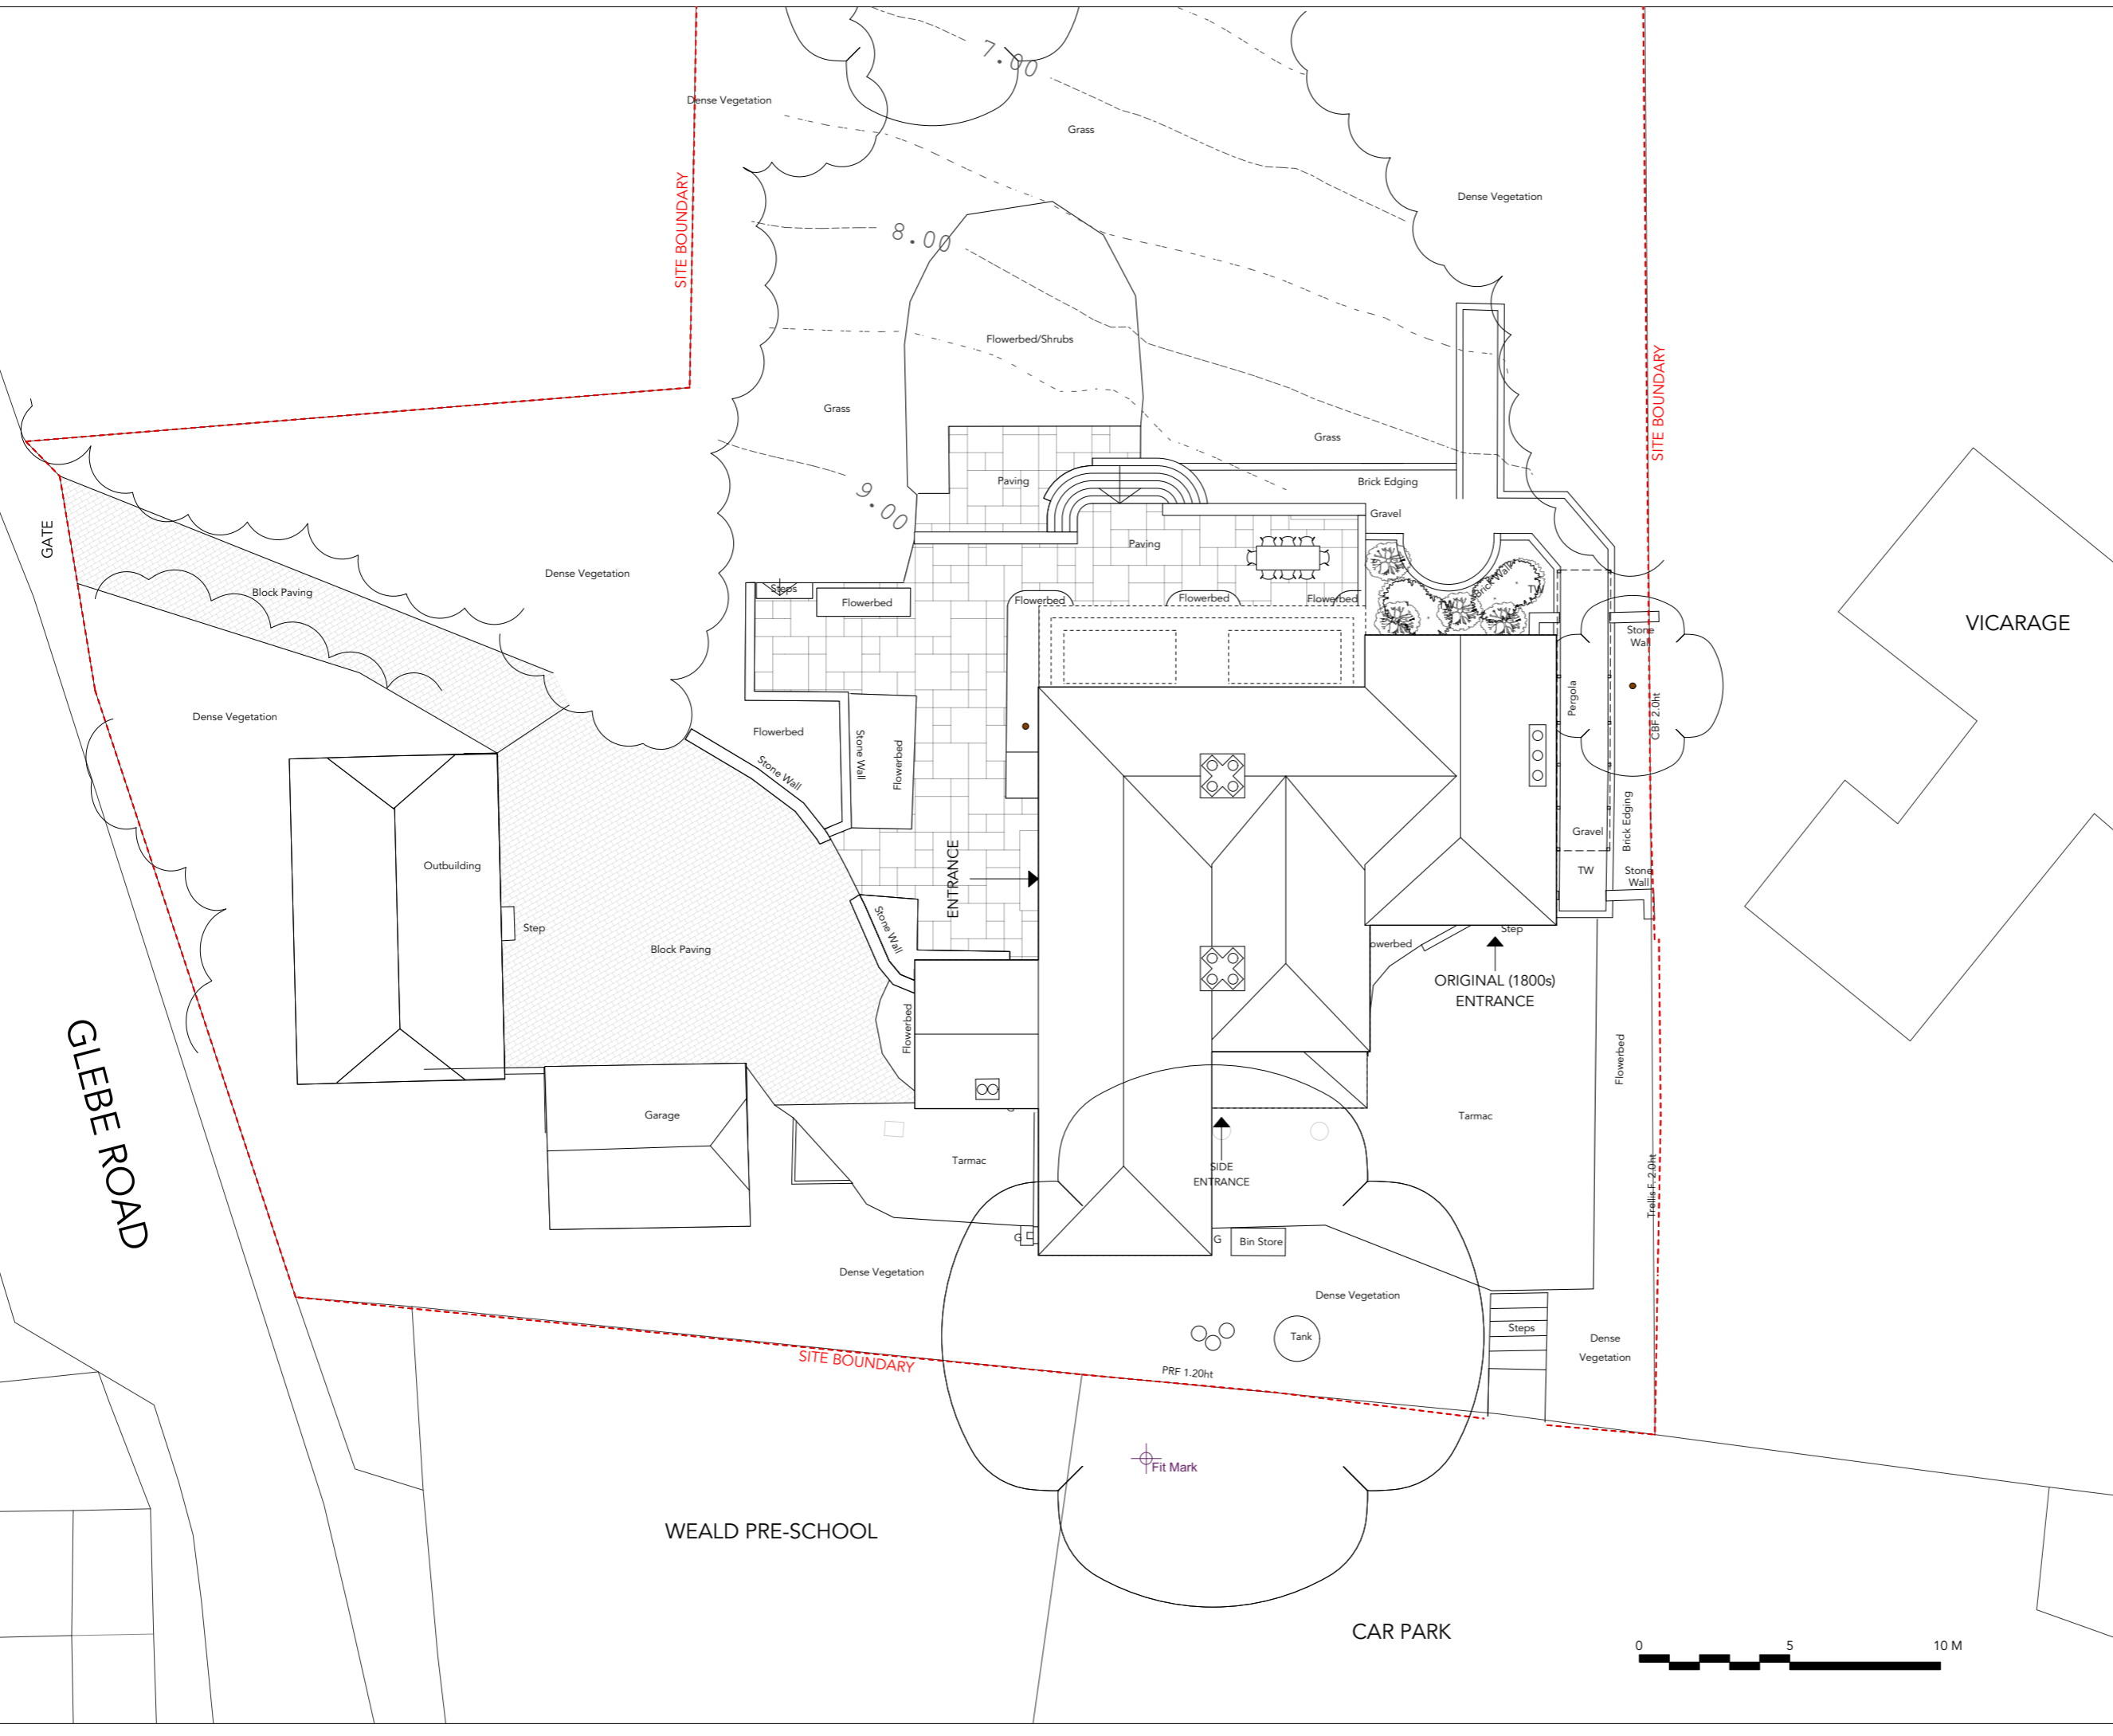 7.00
Dense Vegetation
Grass
Dense Vegetation
SITE BOUNDARY
8.00
Flowerbed/Shrubs
SITE BOUNDARY
Grass
Grass
Paving
Brick Edging
9.00
Gravel
GATE
Paving
Dense Vegetation
Block Paving
Steps
Flowerbed
Flowerbed
Flowerbed
Flowerbed
Brick Wall
TW
VICARAGE
Stone
Wall
Pergola
CBF 2.0ht
Dense Vegetation
Flowerbed
Stone Wall
Stone Wall
Flowerbed
Gravel
Brick Edging
Outbuilding
ENTRANCE
TW
Stone
Wall
Step
Stone Wall
Block Paving
owerbed
Step
ORIGINAL (1800s)
ENTRANCE
Flowerbed
Flowerbed
GLEBE ROAD
Garage
Tarmac
Tarmac
SIDE
ENTRANCE
Trellis F. 2.0ht
G
G
Bin Store
Dense Vegetation
Dense Vegetation
Tank
Steps
Dense
Vegetation
SITE BOUNDARY
PRF 1.20ht
Fit Mark
WEALD PRE-SCHOOL
CAR PARK
0 5 10 M